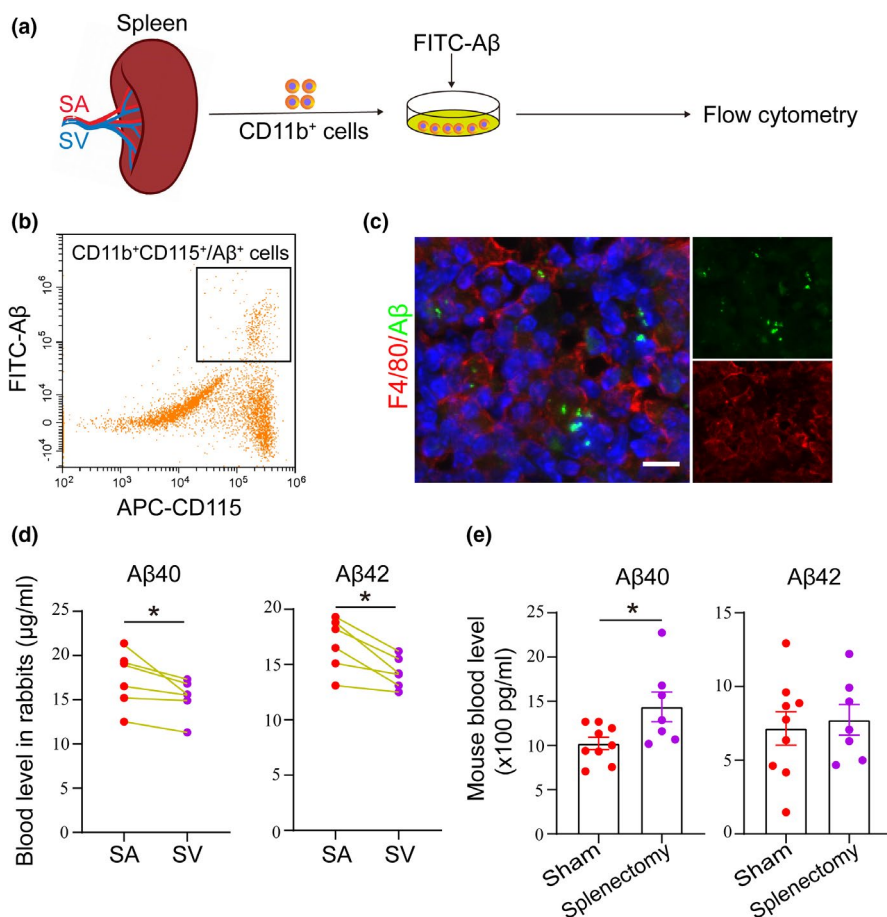 (a)
Spleen
SA
SV
CD11b⁺ cells
FITC-Aβ
Flow cytometry
(b)
CD11b⁺CD115⁺/Aβ⁺ cells
FITC-Aβ
10⁶
10⁵
10⁴
0
-10⁴
10² 10³ 10⁴ 10⁵ 10⁶
APC-CD115
(c)
F4/80/Aβ
(d)
Blood level in rabbits (μg/ml)
Aβ40
25
20
15
10
5
0
*
SA SV
Aβ42
20
15
10
5
0
*
SA SV
(e)
Mouse blood level
(x100 pg/ml)
Aβ40
25
20
15
10
5
0
*
Sham Splenectomy
Aβ42
15
10
5
0
Sham Splenectomy